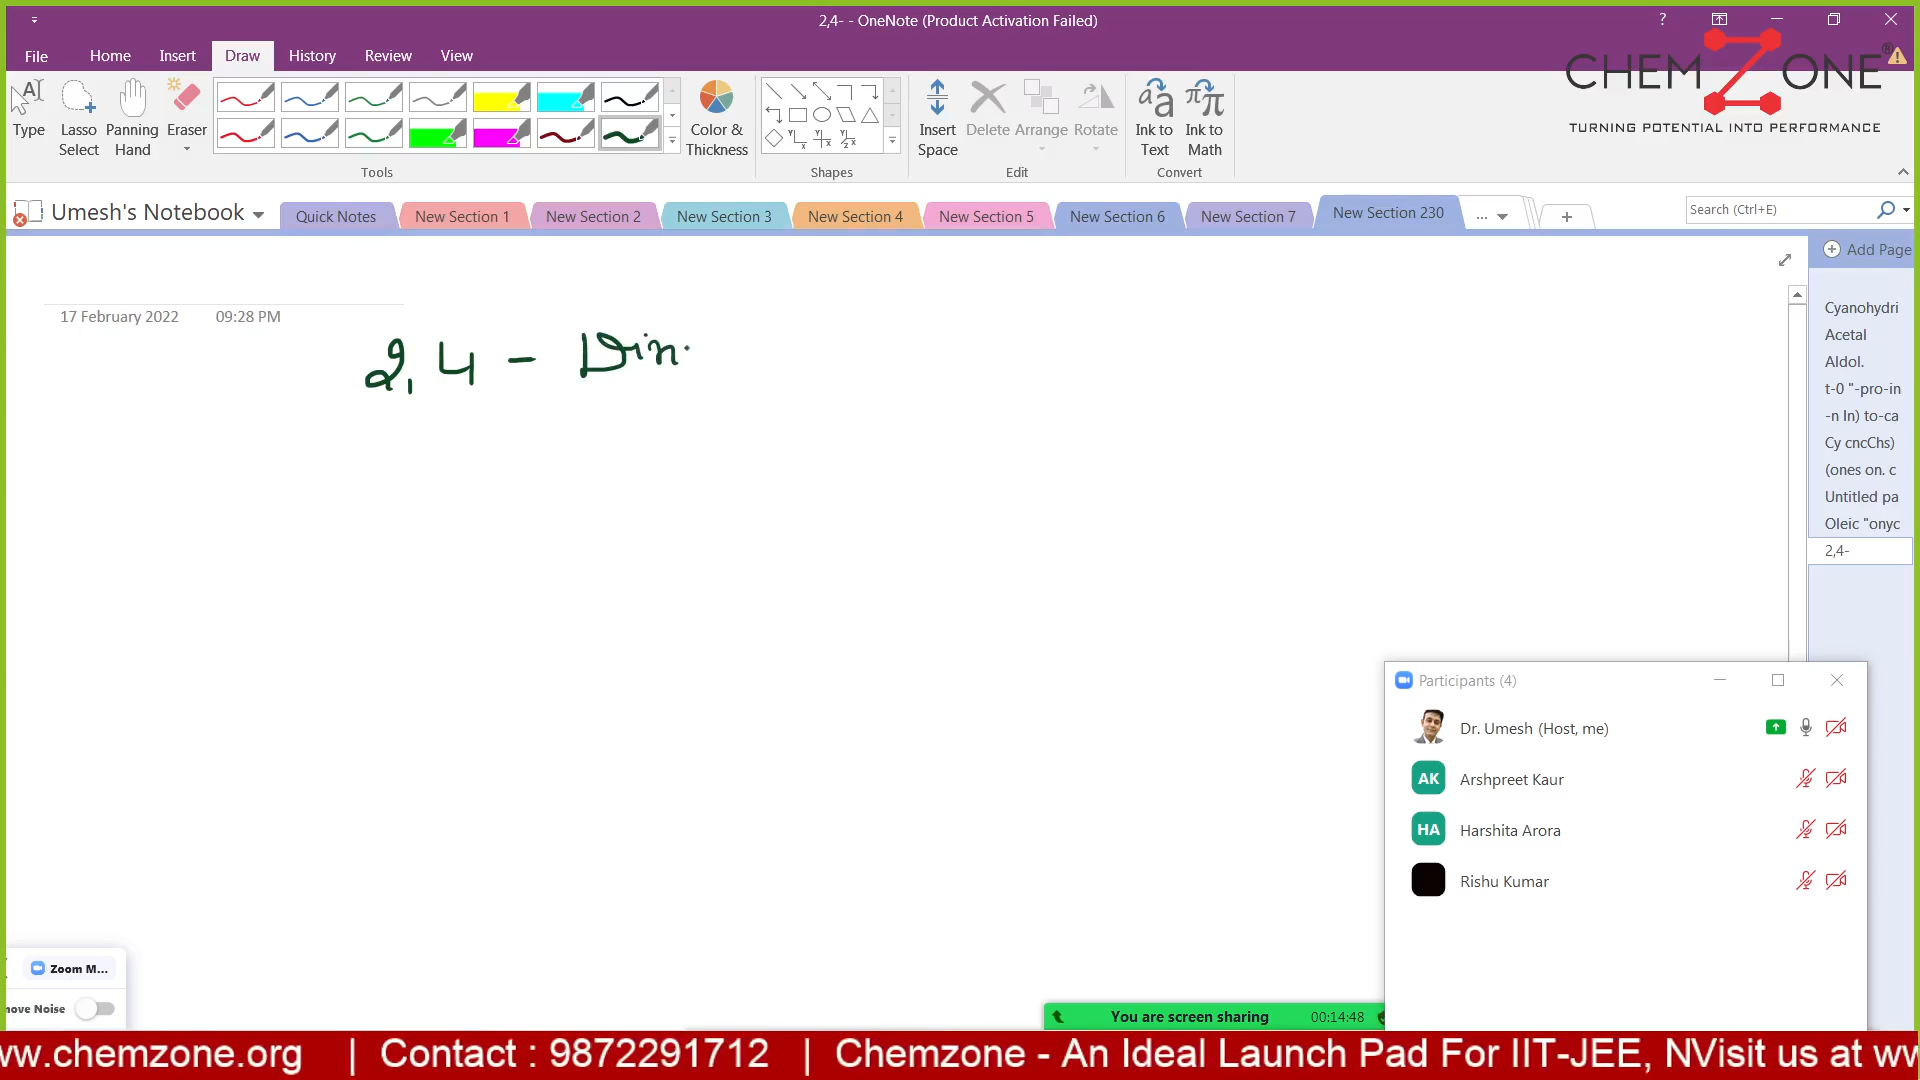 2,4- - OneNote (Product Activation Failed)
?
File Home Insert Draw History Review View
CHEMZONE®
TURNING POTENTIAL INTO PERFORMANCE
Type
Lasso Select
Panning Hand
Eraser
Color & Thickness
Insert Space
Delete
Arrange
Rotate
Ink to Text
Ink to Math
Tools Shapes Edit Convert
Umesh's Notebook
Quick Notes New Section 1 New Section 2 New Section 3 New Section 4 New Section 5 New Section 6 New Section 7 New Section 230 ...
Search (Ctrl+E)
Add Page
17 February 2022 09:28 PM
2,4 - Din
Cyanohydri
Acetal
Aldol.
t-0 "-pro-in
-n In) to-ca
Cy cncChs)
(ones on. c
Untitled pa
Oleic "onyc
2,4-
Participants (4)
Dr. Umesh (Host, me)
AK Arshpreet Kaur
HA Harshita Arora
Rishu Kumar
Zoom M...
nove Noise
You are screen sharing 00:14:48
ww.chemzone.org | Contact : 9872291712 | Chemzone - An Ideal Launch Pad For IIT-JEE, NVisit us at ww